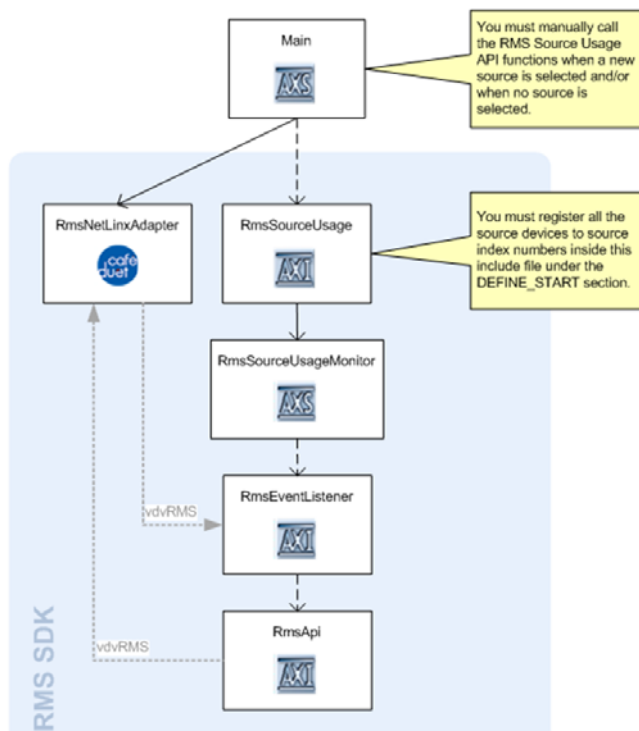 Main
AXS
You must manually call
the RMS Source Usage
API functions when a new
source is selected and/or
when no source is
selected.
RmsNetLinxAdapter
cafe
duet
RmsSourceUsage
AXI
You must register all the
source devices to source
index numbers inside this
include file under the
DEFINE_START section.
RmsSourceUsageMonitor
AXS
RmsEventListener
AXI
vdvRMS
RmsApi
AXI
vdvRMS
RMS SDK